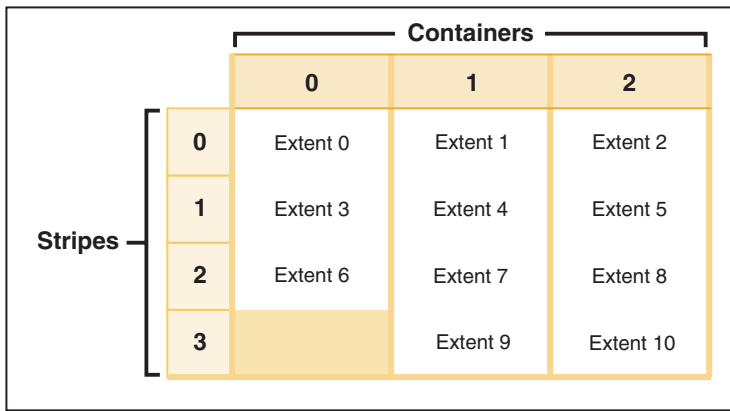 Containers
0 1 2
0 Extent 0 Extent 1 Extent 2
1 Extent 3 Extent 4 Extent 5
Stripes
2 Extent 6 Extent 7 Extent 8
3 Extent 9 Extent 10